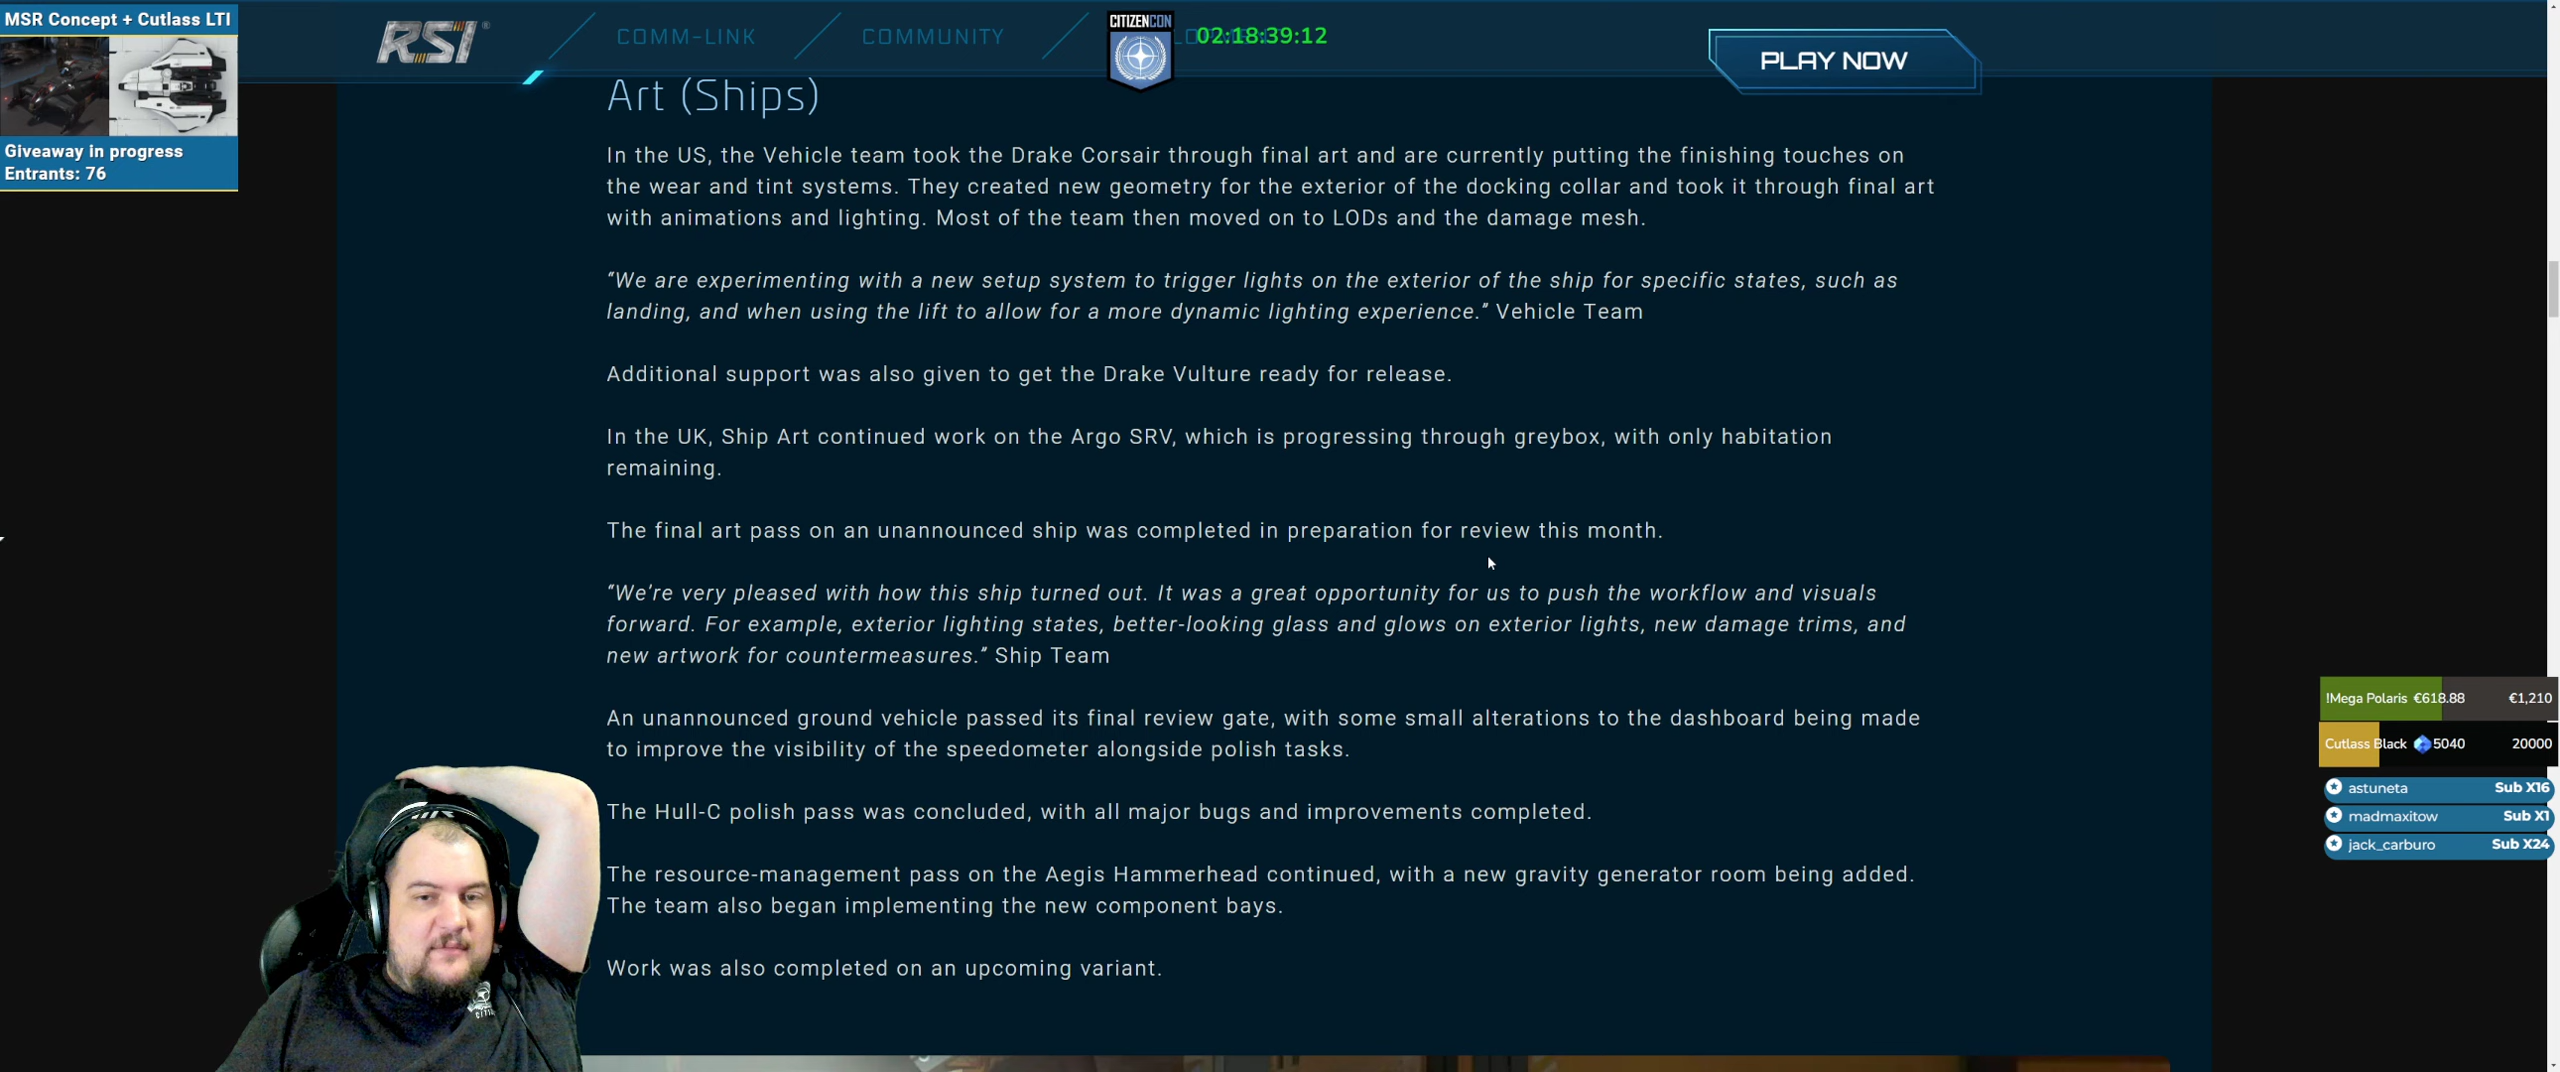 MSR Concept + Cutlass LTI
Giveaway in progress
Entrants: 76
RSI
COMM-LINK
COMMUNITY
CITIZENCON
02:18:39:12
PLAY NOW
Art (Ships)
In the US, the Vehicle team took the Drake Corsair through final art and are currently putting the finishing touches on
the wear and tint systems. They created new geometry for the exterior of the docking collar and took it through final art
with animations and lighting. Most of the team then moved on to LODs and the damage mesh.
“We are experimenting with a new setup system to trigger lights on the exterior of the ship for specific states, such as
landing, and when using the lift to allow for a more dynamic lighting experience.” Vehicle Team
Additional support was also given to get the Drake Vulture ready for release.
In the UK, Ship Art continued work on the Argo SRV, which is progressing through greybox, with only habitation
remaining.
The final art pass on an unannounced ship was completed in preparation for review this month.
“We’re very pleased with how this ship turned out. It was a great opportunity for us to push the workflow and visuals
forward. For example, exterior lighting states, better-looking glass and glows on exterior lights, new damage trims, and
new artwork for countermeasures.” Ship Team
An unannounced ground vehicle passed its final review gate, with some small alterations to the dashboard being made
to improve the visibility of the speedometer alongside polish tasks.
The Hull-C polish pass was concluded, with all major bugs and improvements completed.
The resource-management pass on the Aegis Hammerhead continued, with a new gravity generator room being added.
The team also began implementing the new component bays.
Work was also completed on an upcoming variant.
!Mega Polaris €618.88 €1,210
Cutlass Black 5040 20000
astuneta Sub X16
madmaxitow Sub X1
jack_carburo Sub X24